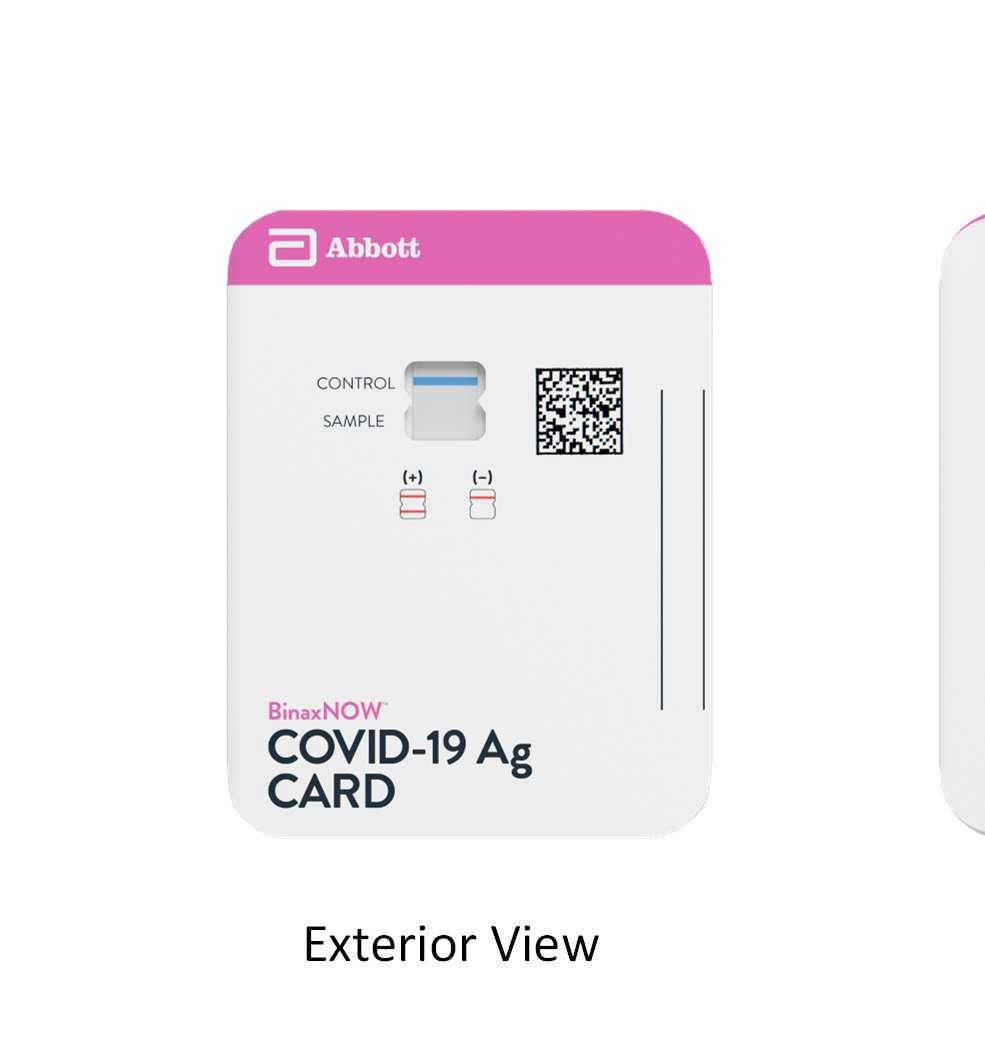 Abbott
CONTROL
SAMPLE
(+) (−)
BinaxNOW™
COVID-19 Ag
CARD
Exterior View